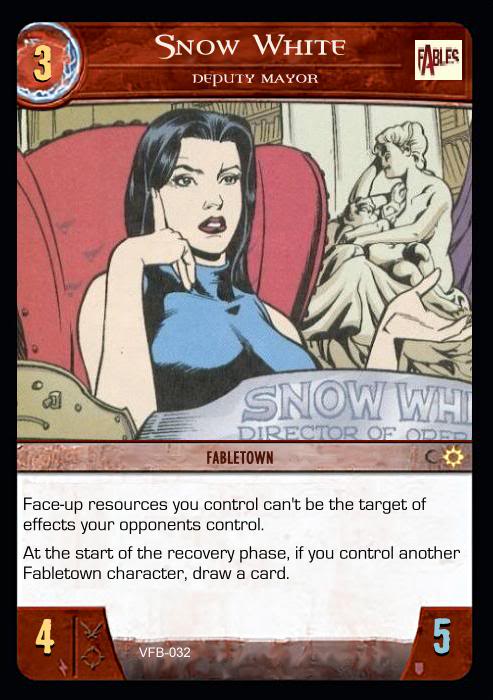 3
Snow White
FABLES
DEPUTY MAYOR
SNOW WHI
DIRECTOR OF OPER
FABLETOWN
C
Face-up resources you control can't be the target of
effects your opponents control.
At the start of the recovery phase, if you control another
Fabletown character, draw a card.
4
5
VFB-032